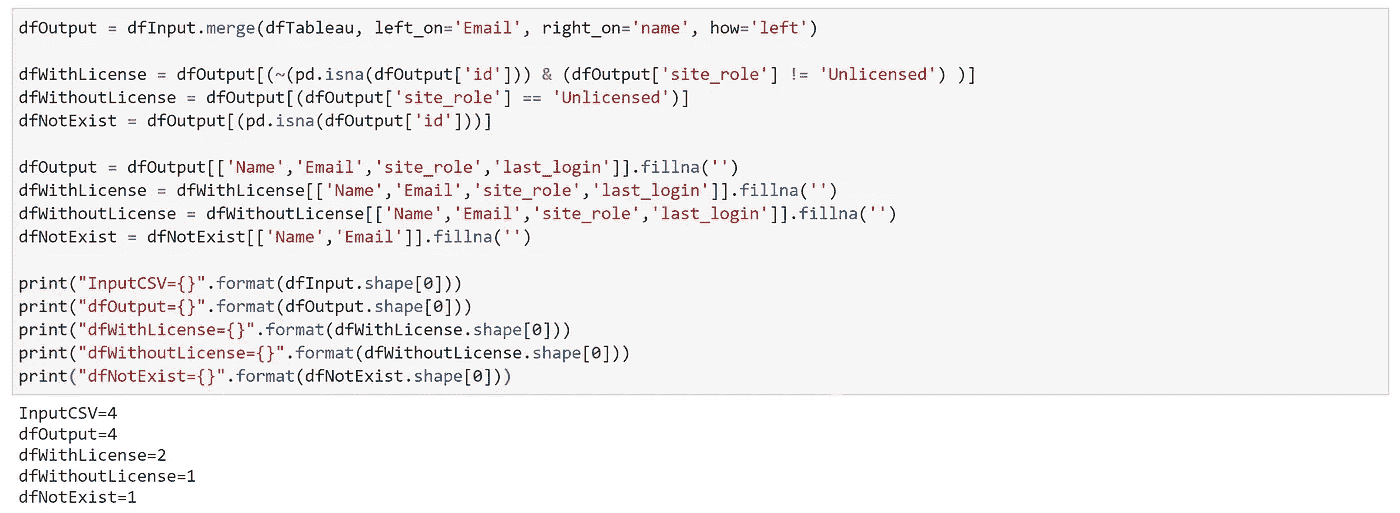 dfOutput = dfInput.merge(dfTableau, left_on='Email', right_on='name', how='left')
dfWithLicense = dfOutput[(~(pd.isna(dfOutput['id'])) & (dfOutput['site_role'] != 'Unlicensed') )]
dfWithoutLicense = dfOutput[(dfOutput['site_role'] == 'Unlicensed')]
dfNotExist = dfOutput[(pd.isna(dfOutput['id']))]
dfOutput = dfOutput[['Name','Email','site_role','last_login']].fillna('')
dfWithLicense = dfWithLicense[['Name','Email','site_role','last_login']].fillna('')
dfWithoutLicense = dfWithoutLicense[['Name','Email','site_role','last_login']].fillna('')
dfNotExist = dfNotExist[['Name','Email']].fillna('')
print("InputCSV={}".format(dfInput.shape[0]))
print("dfOutput={}".format(dfOutput.shape[0]))
print("dfWithLicense={}".format(dfWithLicense.shape[0]))
print("dfWithoutLicense={}".format(dfWithoutLicense.shape[0]))
print("dfNotExist={}".format(dfNotExist.shape[0]))
InputCSV=4
dfOutput=4
dfWithLicense=2
dfWithoutLicense=1
dfNotExist=1